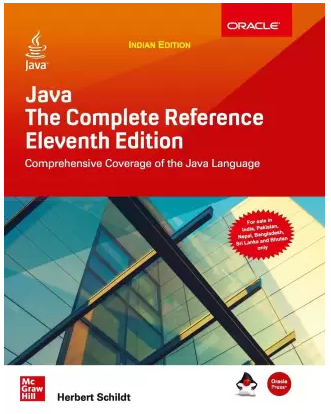 ORACLE
Java
INDIAN EDITION
Java
The Complete Reference
Eleventh Edition
Comprehensive Coverage of the Java Language
For sale in
India, Pakistan,
Nepal, Bangladesh,
Sri Lanka and Bhutan
only
Mc
Graw
Hill
Herbert Schildt
Oracle
Press